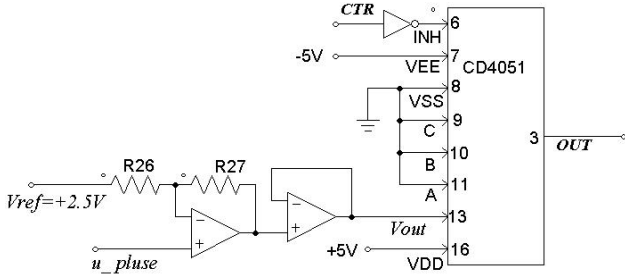 CTR
6
INH
-5V
7
VEE
CD4051
8
VSS
9
C
3
OUT
10
B
R26
R27
11
A
Vref=+2.5V
13
Vout
u_pluse
+5V
16
VDD